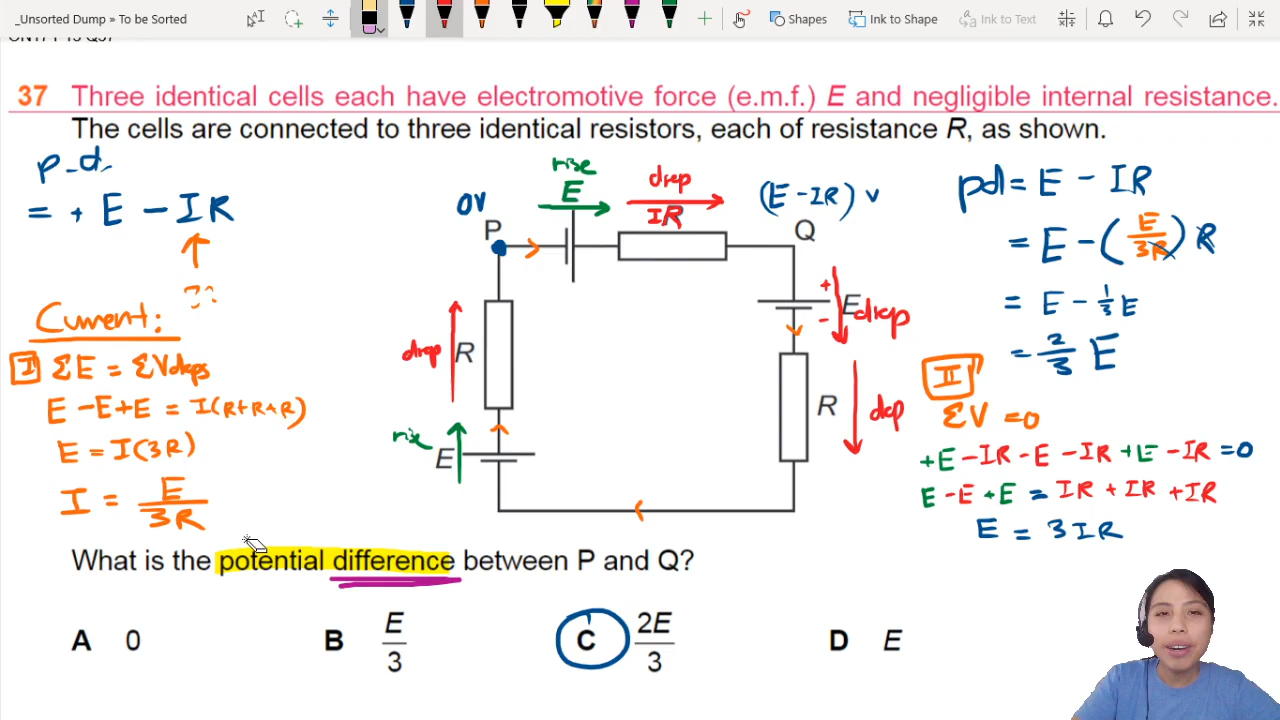 _Unsorted Dump » To be Sorted
Shapes
Ink to Shape
Ink to Text
37 Three identical cells each have electromotive force (e.m.f.) E and negligible internal resistance.
The cells are connected to three identical resistors, each of resistance R, as shown.
p-d.
= + E - IR
Current:
I ΣE = ΣVdrops
E - E + E = I(R+R+R)
E = I(3R)
I = E/3R
0V
P
rise
E
drop
IR
(E - IR) V
Q
+
-
E
drop
R
drop
drop
R
rise
E
pd = E - IR
= E - (E/3R) R
= E - 1/3 E
= 2/3 E
II
ΣV = 0
+E - IR - E - IR + E - IR = 0
E - E + E = IR + IR + IR
E = 3IR
What is the potential difference between P and Q?
A 0 B E/3 C 2E/3 D E